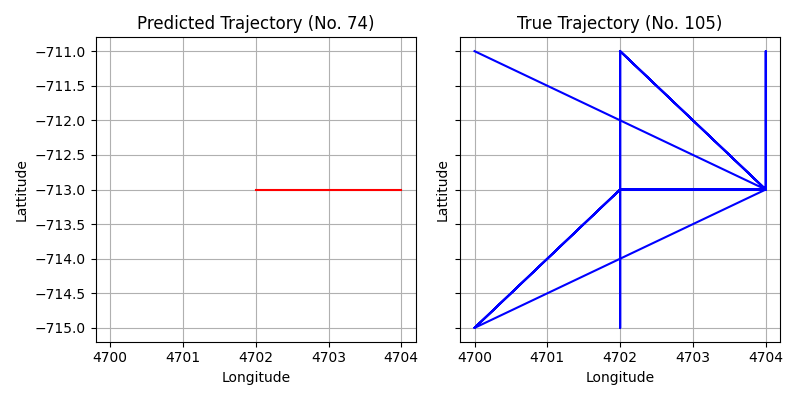 Predicted Trajectory (No. 74)
True Trajectory (No. 105)
Lattitude
−711.0
−711.5
−712.0
−712.5
−713.0
−713.5
−714.0
−714.5
−715.0
4700 4701 4702 4703 4704
Longitude
Lattitude
4700 4701 4702 4703 4704
Longitude